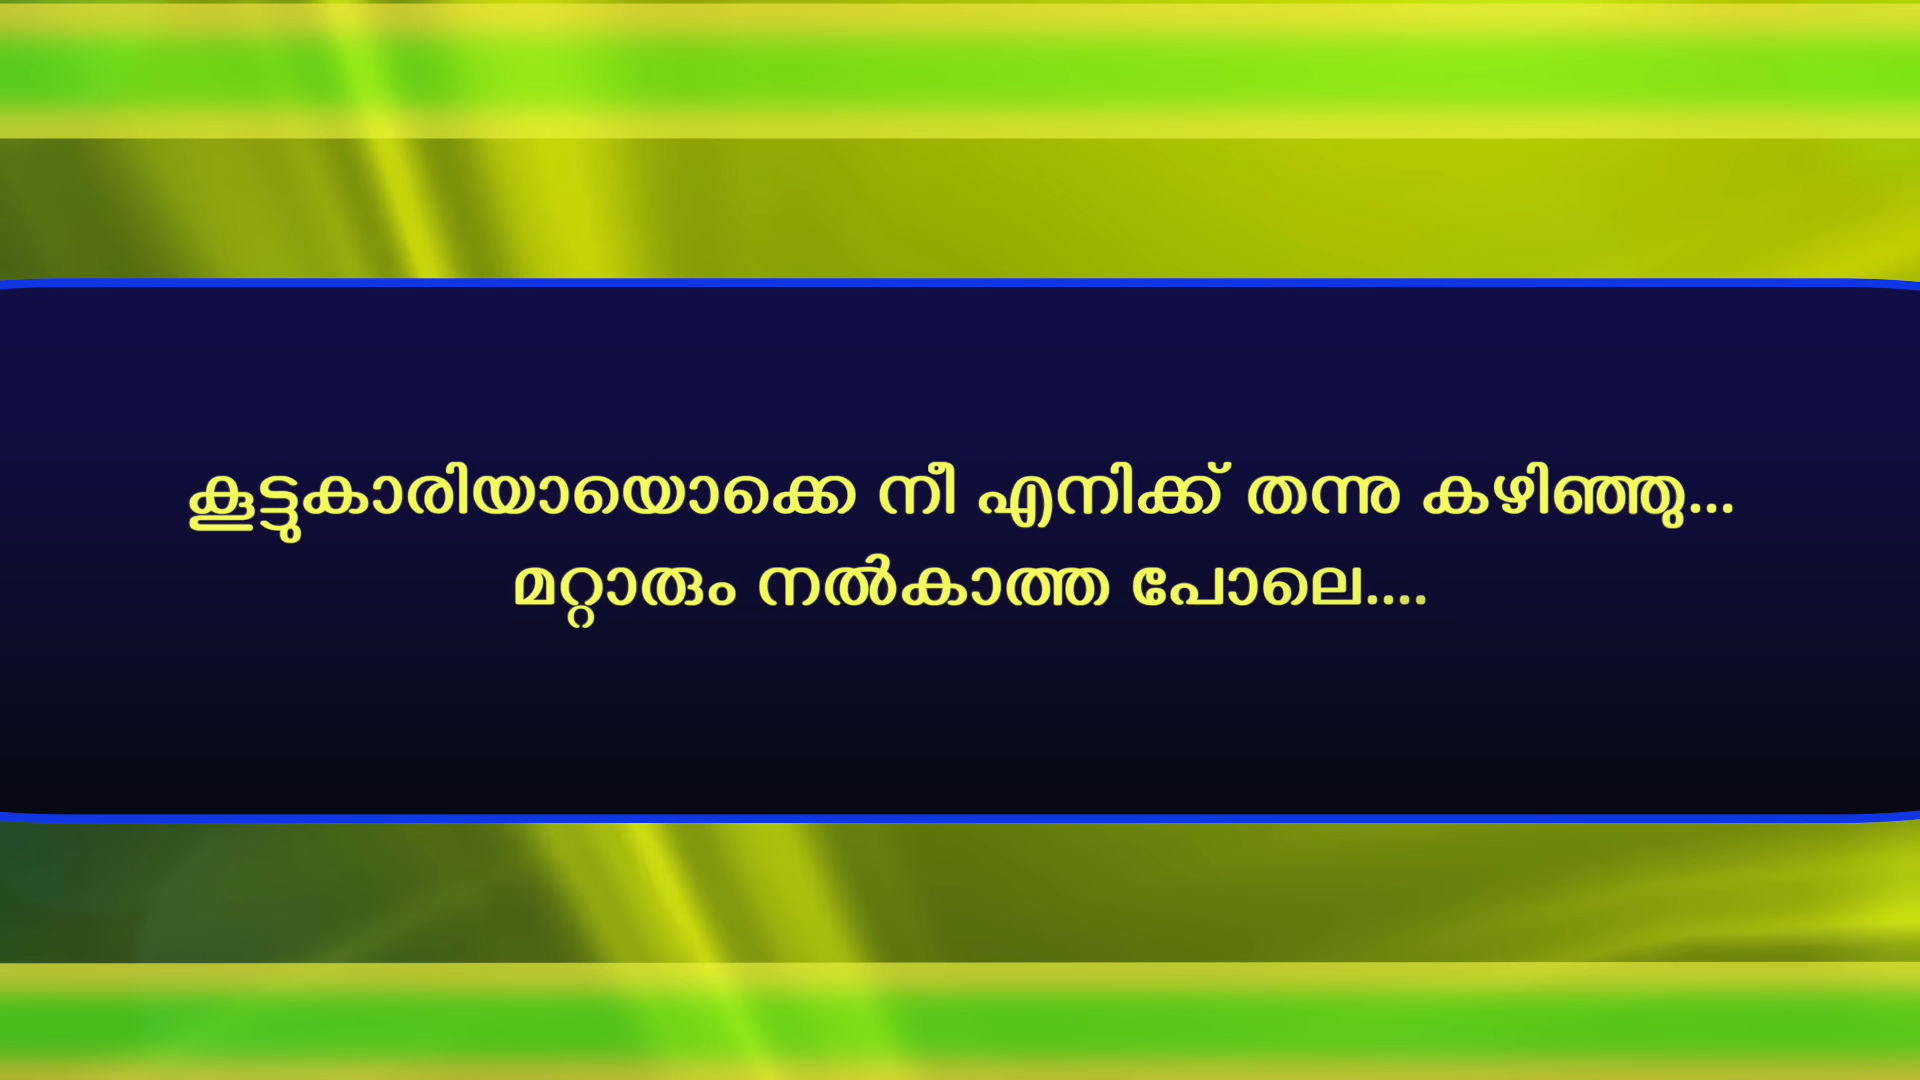 കൂട്ടുകാരിയായെയൊക്കെ നീ എനിക്ക് തന്നു കഴിഞ്ഞു...
മറ്റാരും നൽകാത്ത പോലെ....